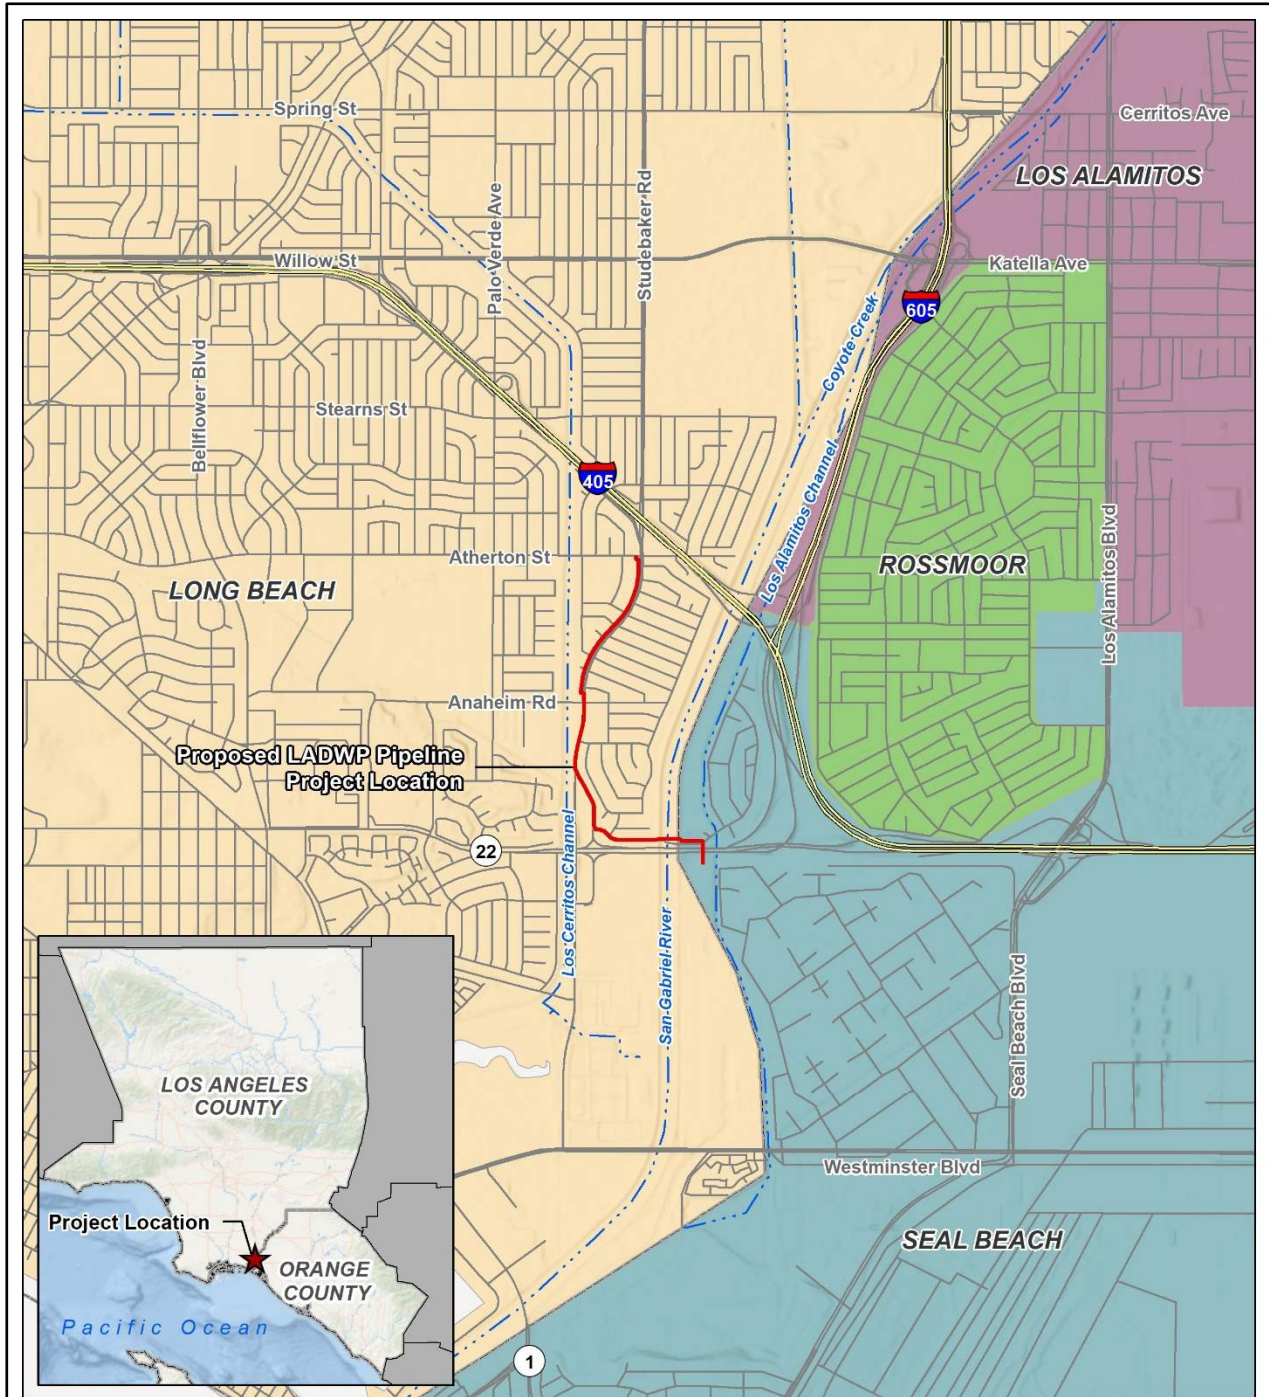 Spring St
Cerritos Ave
LOS ALAMITOS
Palo Verde Ave
Studebaker Rd
Willow St
Katella Ave
605
Coyote Creek
Bellflower Blvd
Stearns St
405
Los Alamitos Channel
Atherton St
ROSSMOOR
LONG BEACH
Los Alamitos Blvd
Anaheim Rd
Proposed LADWP Pipeline
Project Location
22
Los Cerritos Channel
San Gabriel River
Seal Beach Blvd
LOS ANGELES
COUNTY
Westminster Blvd
Project Location
SEAL BEACH
ORANGE
COUNTY
Pacific Ocean
1